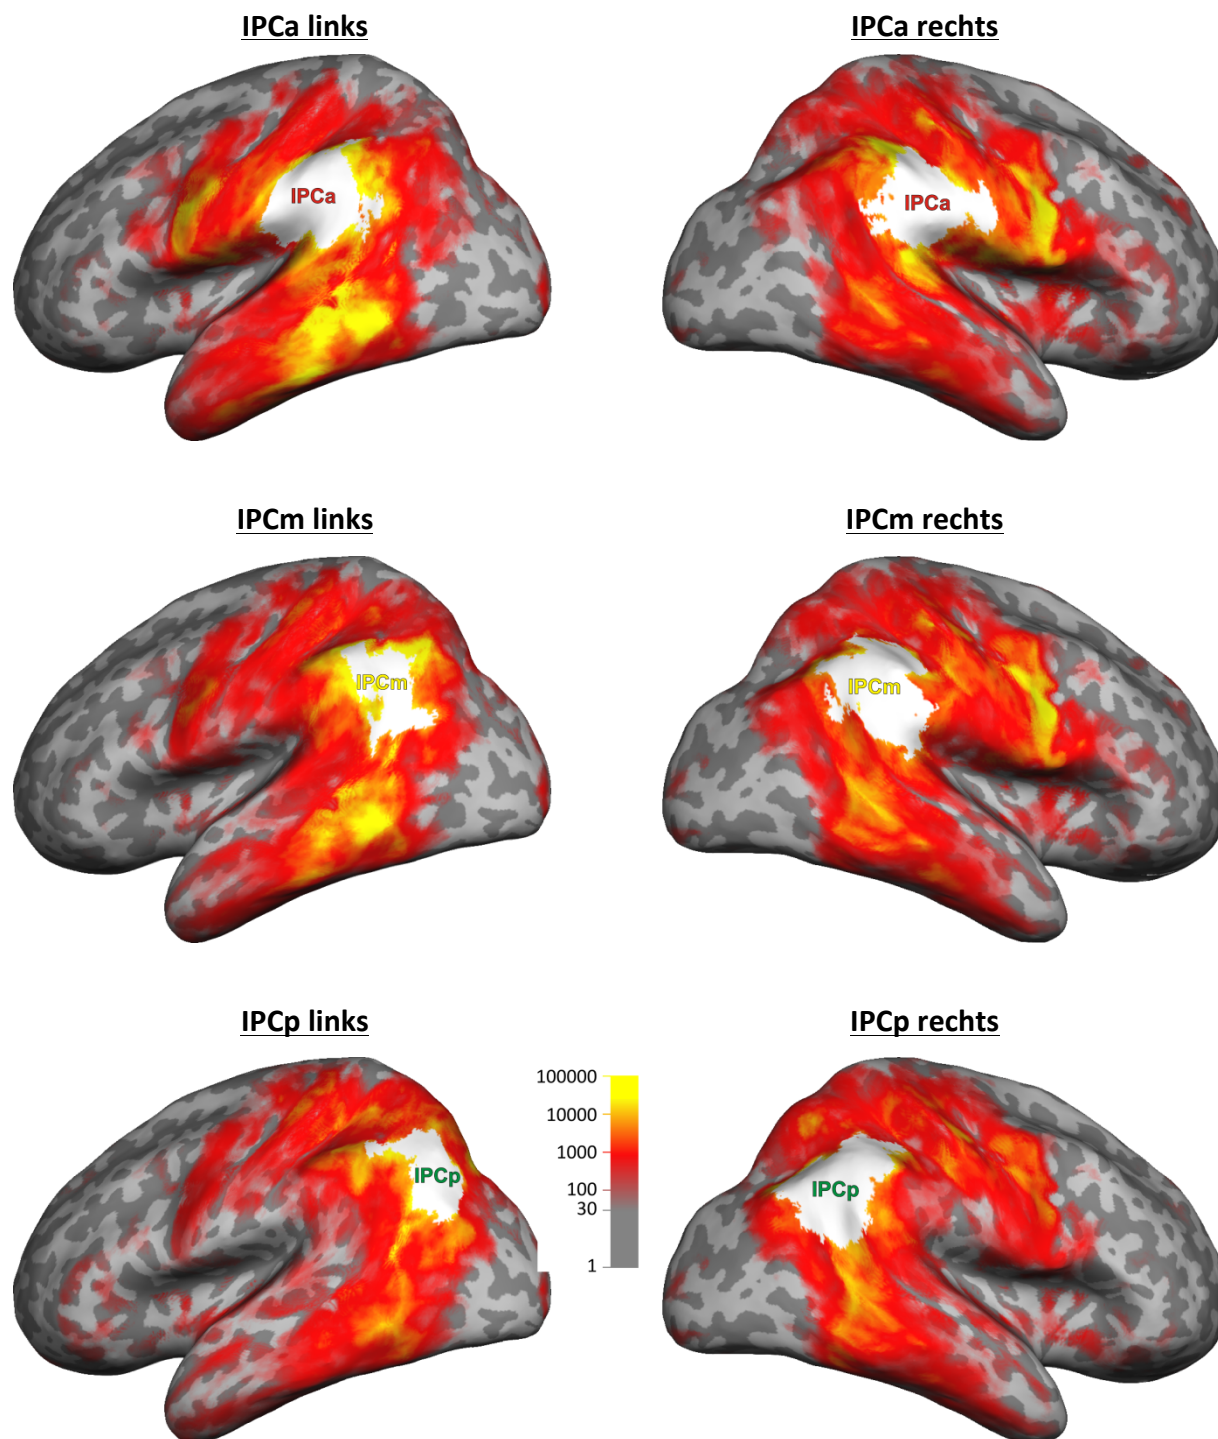 IPCa links
IPCa rechts
IPCa
IPCa
IPCm links
IPCm rechts
IPCm
IPCm
IPCp links
IPCp rechts
100000
10000
1000
100
30
1
IPCp
IPCp